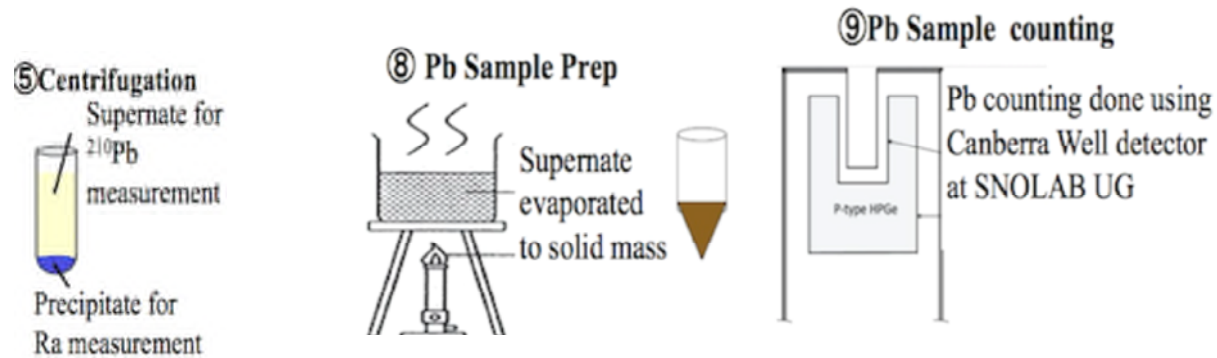 ⑤Centrifugation
Supernate for
²¹⁰Pb
measurement
Precipitate for
Ra measurement
⑧ Pb Sample Prep
Supernate
evaporated
to solid mass
⑨Pb Sample counting
Pb counting done using
Canberra Well detector
at SNOLAB UG
P-type HPGe